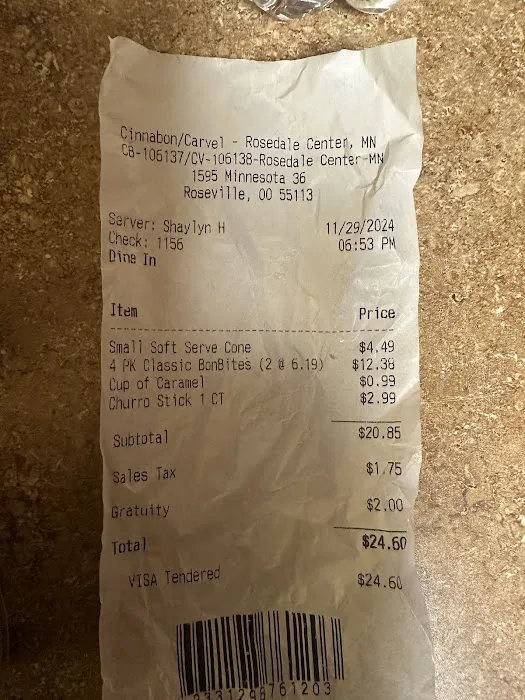 Cinnabon/Carvel - Rosedale Center, MN
CB-106137/CV-106138-Rosedale Center-MN
1595 Minnesota 36
Roseville, OO 55113
Server: Shaylyn H 11/29/2024
Check: 1156 06:53 PM
Dine In
Item Price
Small Soft Serve Cone $4.49
4 PK Classic BonBites (2 @ 6.19) $12.38
Cup of Caramel $0.99
Churro Stick 1 CT $2.99
Subtotal $20.85
Sales Tax $1.75
Gratuity $2.00
Total $24.60
VISA Tendered $24.60